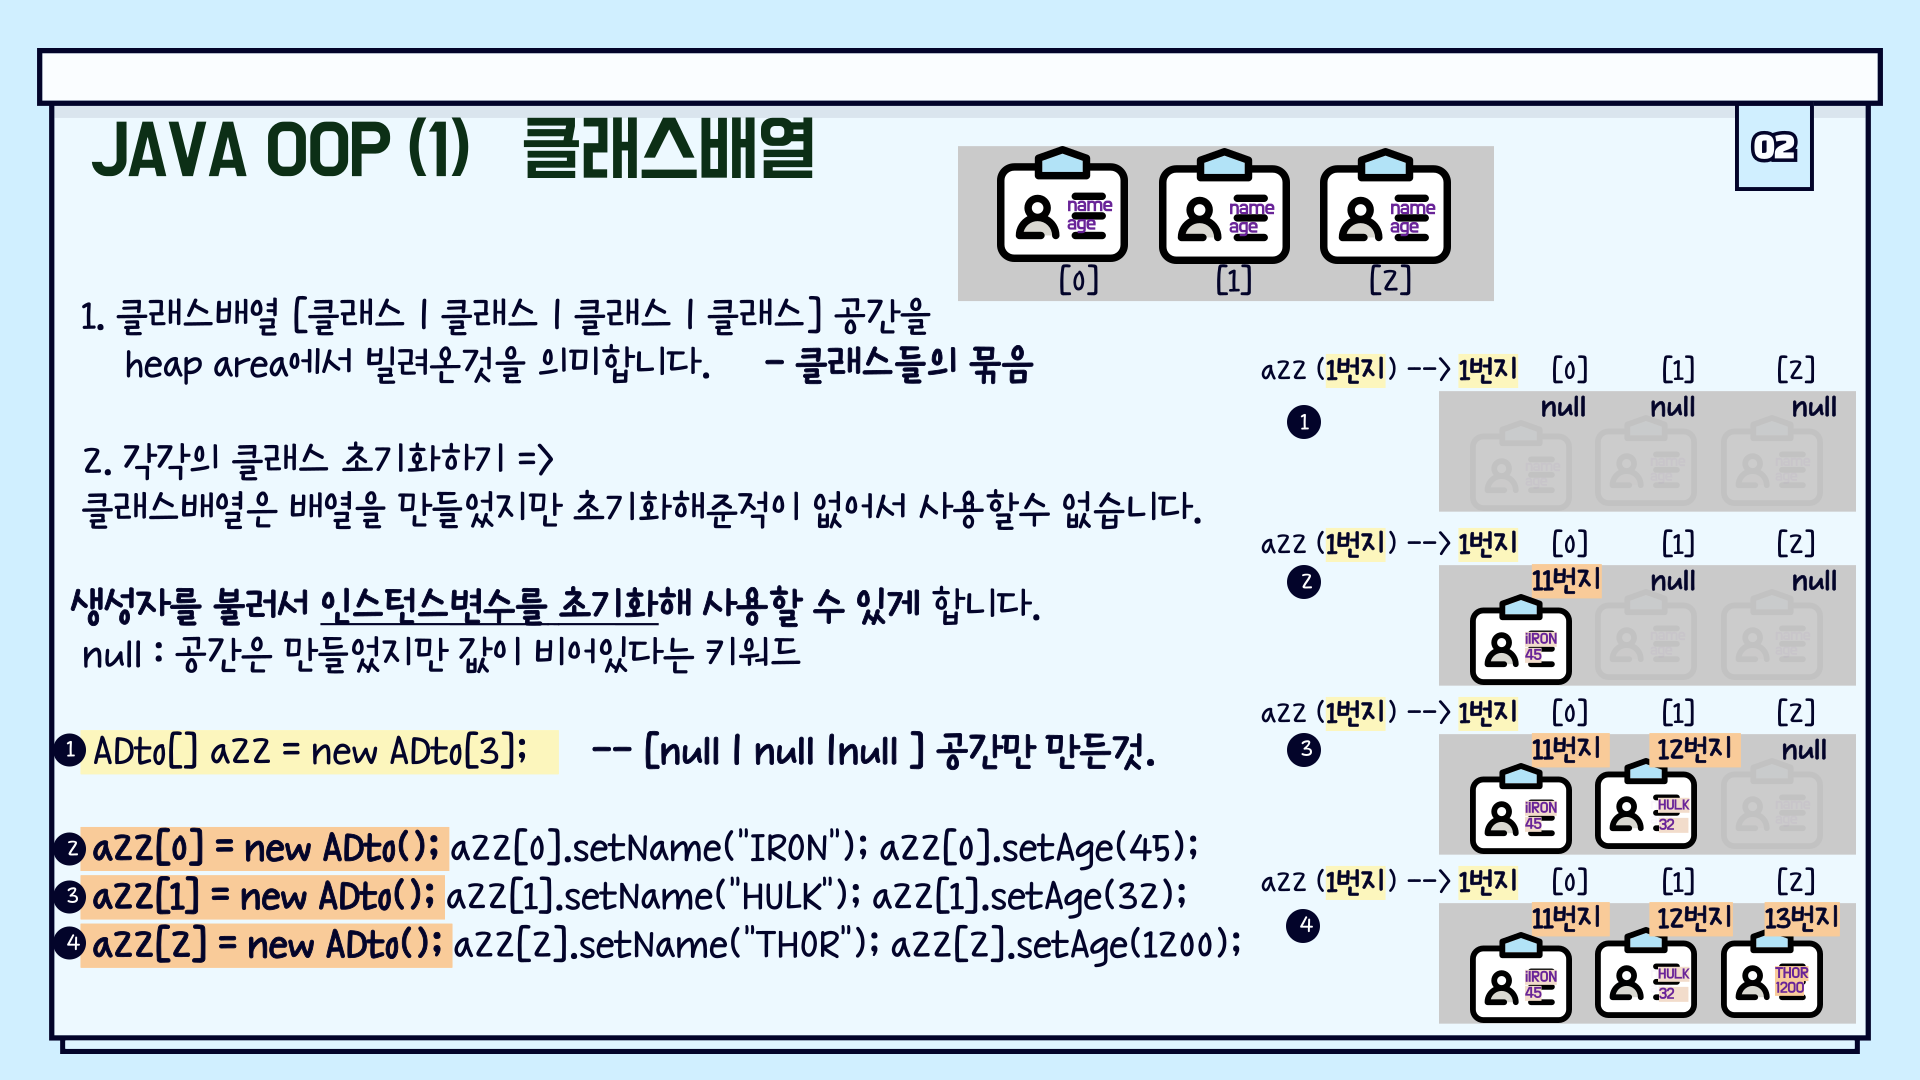 JAVA OOP (1) 클래스배열
02
name
age
name
age
name
age
[0] [1] [2]
1. 클래스배열 [클래스 | 클래스 | 클래스 | 클래스] 공간을
heap area에서 빌려온것을 의미합니다. - 클래스들의 묶음
2. 각각의 클래스 초기화하기 =>
클래스배열은 배열을 만들었지만 초기화해준적이 없어서 사용할수 없습니다.
생성자를 불러서 인스턴스변수를 초기화해 사용할 수 있게 합니다.
null : 공간은 만들었지만 값이 비어있다는 키워드
1 ADto[] a22 = new ADto[3]; -- [null | null |null ] 공간만 만든것.
2 a22[0] = new ADto(); a22[0].setName("IRON"); a22[0].setAge(45);
3 a22[1] = new ADto(); a22[1].setName("HULK"); a22[1].setAge(32);
4 a22[2] = new ADto(); a22[2].setName("THOR"); a22[2].setAge(1200);
a22 (1번지) --> 1번지 [0] [1] [2]
1 null null null
a22 (1번지) --> 1번지 [0] [1] [2]
2 11번지 null null
iIRON
45
a22 (1번지) --> 1번지 [0] [1] [2]
3 11번지 12번지 null
iIRON HULK
45 32
a22 (1번지) --> 1번지 [0] [1] [2]
4 11번지 12번지 13번지
iIRON HULK THOR
45 32 1200